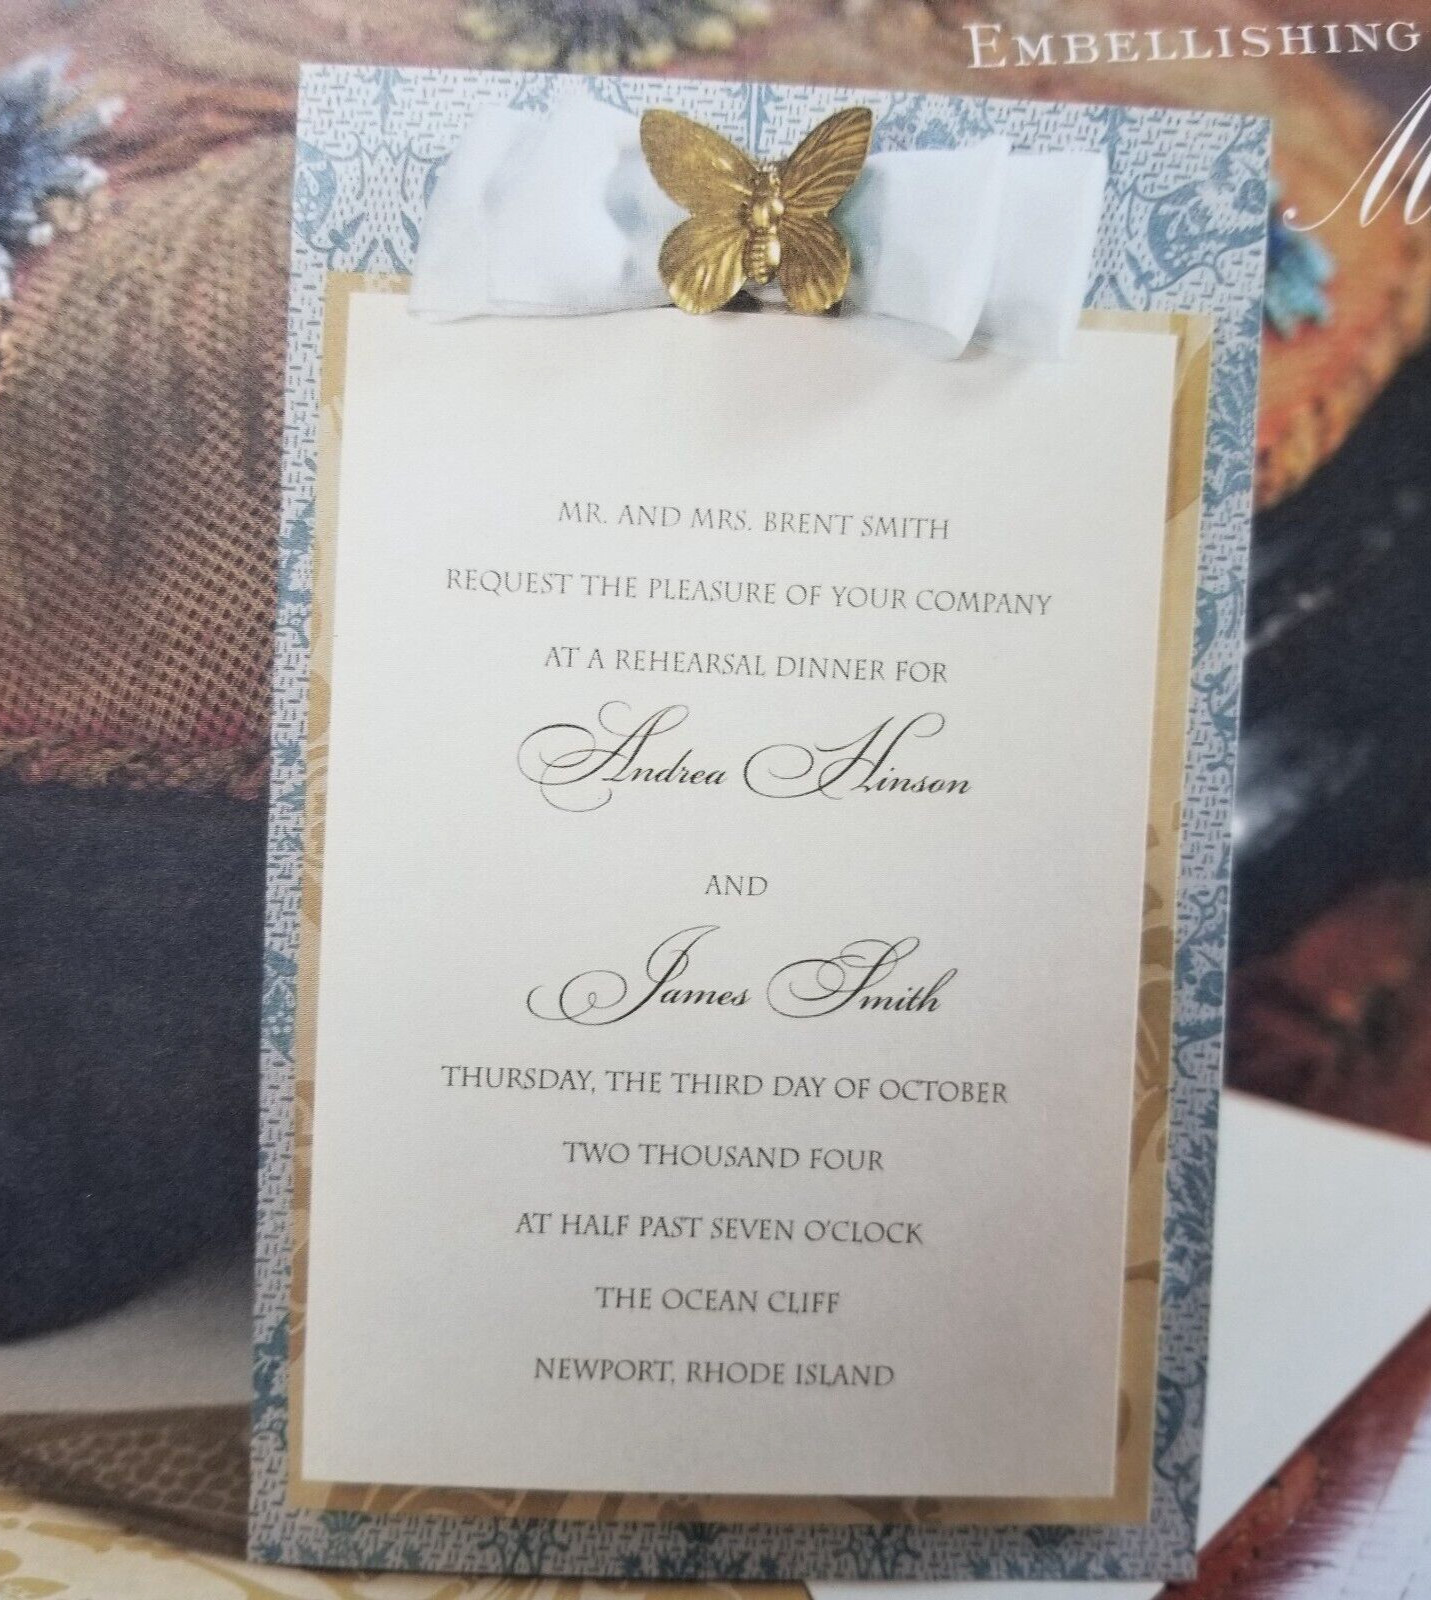 EMBELLISHING
MR. AND MRS. BRENT SMITH
REQUEST THE PLEASURE OF YOUR COMPANY
AT A REHEARSAL DINNER FOR
Andrea Hinson
AND
James Smith
THURSDAY, THE THIRD DAY OF OCTOBER
TWO THOUSAND FOUR
AT HALF PAST SEVEN O'CLOCK
THE OCEAN CLIFF
NEWPORT, RHODE ISLAND